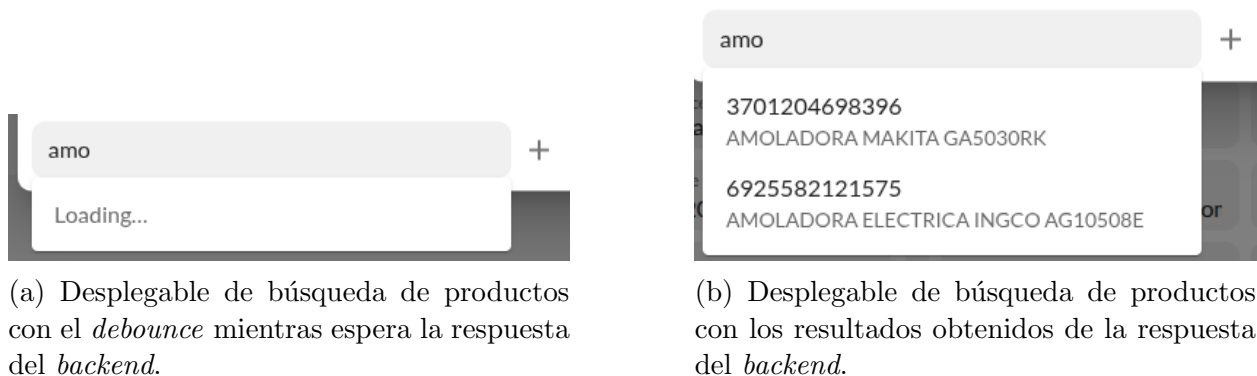 amo
Loading...
(a) Desplegable de búsqueda de productos
con el debounce mientras espera la respuesta
del backend.
amo
3701204698396
AMOLADORA MAKITA GA5030RK
6925582121575
AMOLADORA ELECTRICA INGCO AG10508E
or
(b) Desplegable de búsqueda de productos
con los resultados obtenidos de la respuesta
del backend.